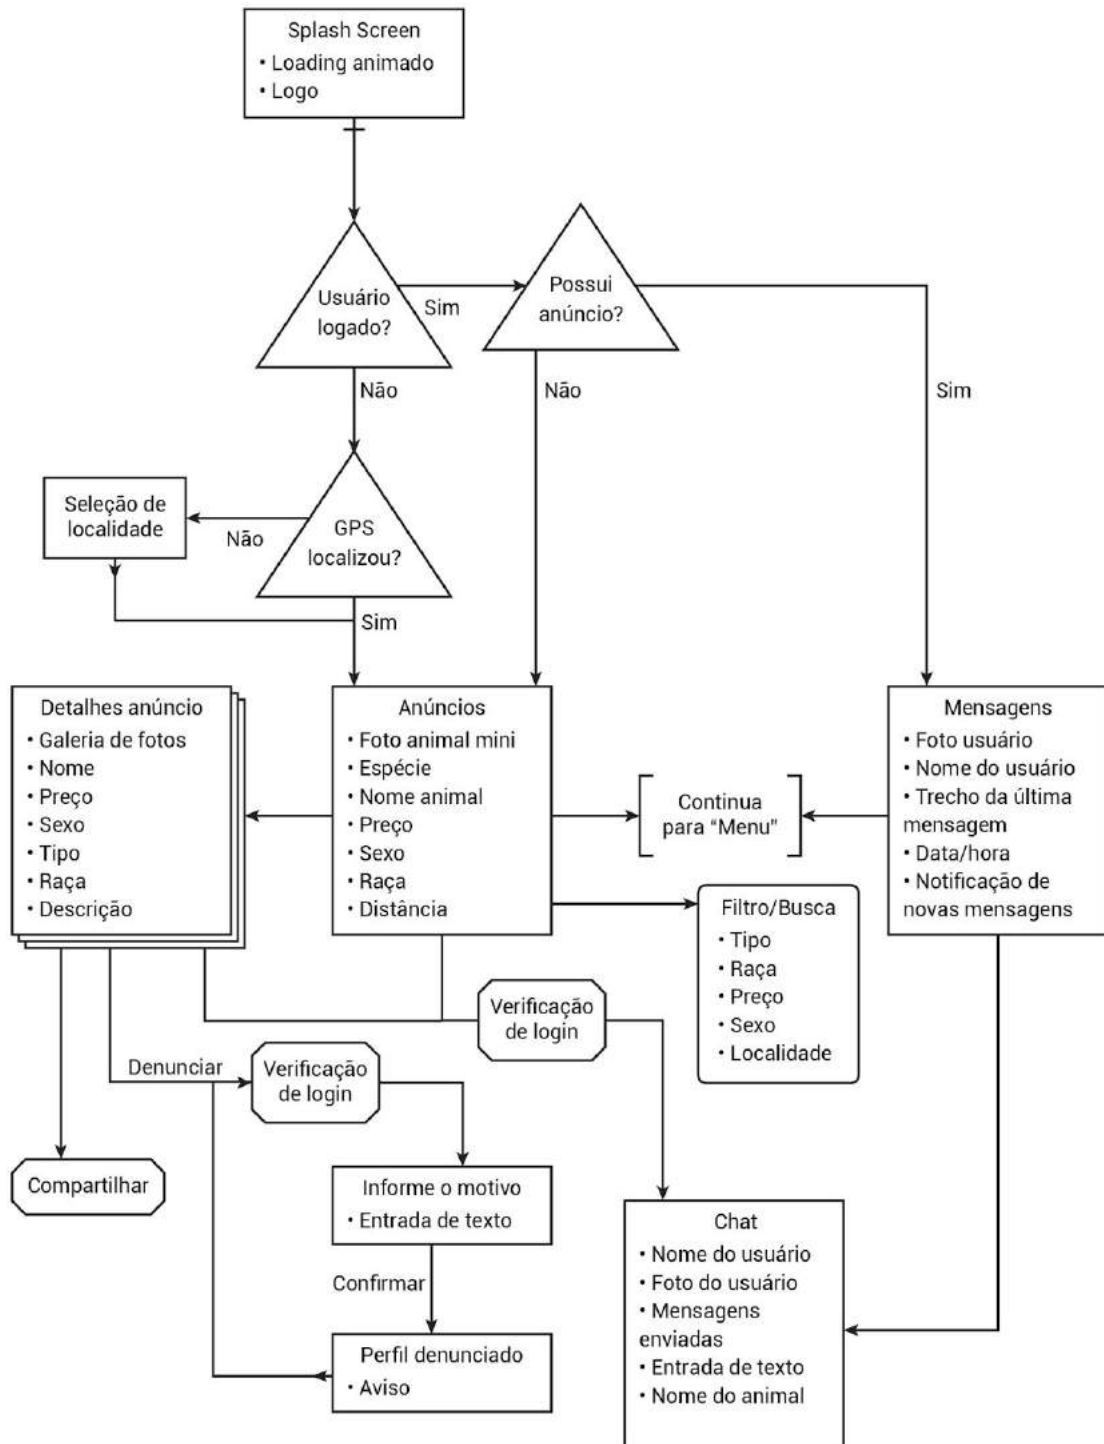 Splash Screen
• Loading animado
• Logo
Usuário
logado?
Sim
Possui
anúncio?
Não
Não
Sim
Seleção de
localidade
Não
GPS
localizou?
Sim
Detalhes anúncio
• Galeria de fotos
• Nome
• Preço
• Sexo
• Tipo
• Raça
• Descrição
Anúncios
• Foto animal mini
• Espécie
• Nome animal
• Preço
• Sexo
• Raça
• Distância
Continua
para “Menu”
Mensagens
• Foto usuário
• Nome do usuário
• Trecho da última
mensagem
• Data/hora
• Notificação de
novas mensagens
Filtro/Busca
• Tipo
• Raça
• Preço
• Sexo
• Localidade
Verificação
de login
Denunciar
Verificação
de login
Compartilhar
Informe o motivo
• Entrada de texto
Confirmar
Perfil denunciado
• Aviso
Chat
• Nome do usuário
• Foto do usuário
• Mensagens
enviadas
• Entrada de texto
• Nome do animal